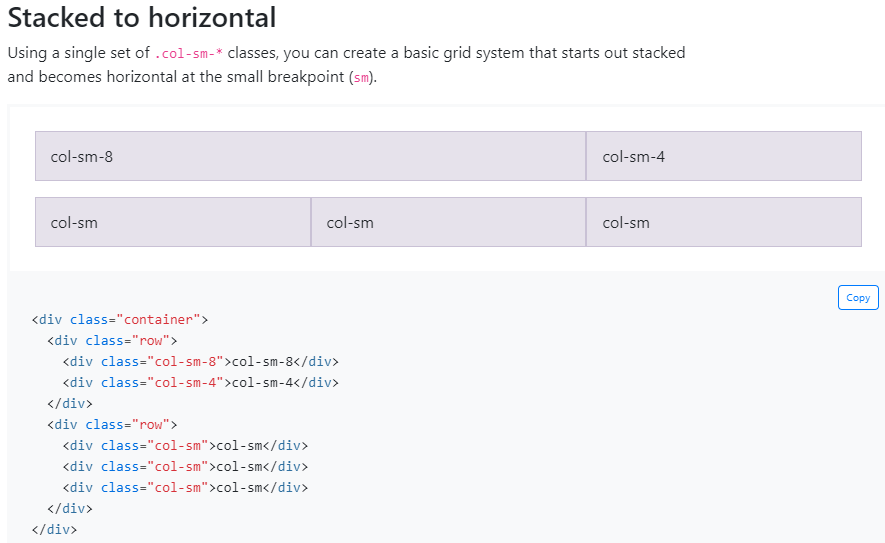 Stacked to horizontal
Using a single set of .col-sm-* classes, you can create a basic grid system that starts out stacked
and becomes horizontal at the small breakpoint (sm).
col-sm-8 col-sm-4
col-sm col-sm col-sm
Copy
<div class="container">
  <div class="row">
    <div class="col-sm-8">col-sm-8</div>
    <div class="col-sm-4">col-sm-4</div>
  </div>
  <div class="row">
    <div class="col-sm">col-sm</div>
    <div class="col-sm">col-sm</div>
    <div class="col-sm">col-sm</div>
  </div>
</div>